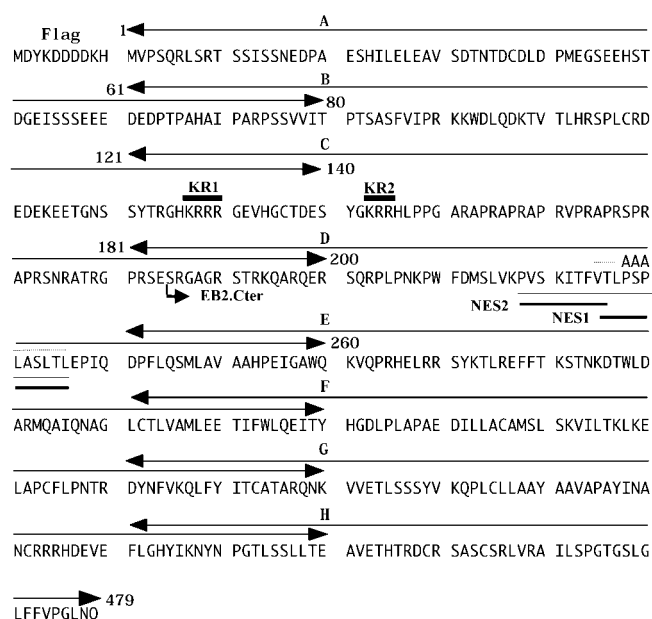 Flag 1 A
MDYKDDDDKH MVPSQRLSRT SSISSNEDPA ESHILELEAV SDTNTDCDLD PMEGSEEHST
61 B 80
DGEISSSEEE DEDPTPAHAI PARPSSVVIT PTSASFVIPR KKWDLQDKTV TLHRSPLCRD
121 C 140
KR1 KR2
EDEKEETGNS SYTRGHKRRR GEVHGCTDES YGKRRHLPPG ARAPRAPRAP RVPRAPRSPR
181 D 200 AAA
APRSNRATRG PRSESRGAGR STRKQARQER SQRPLPNKPW FDMSLVKPVS KITFVTLPSP
EB2.Cter NES2 NES1
E 260
LASLTLEPIQ DPFLQSMLAV AAHPEIGAWQ KVQPRHELRR SYKTLREFFT KSTNKDTWLD
F
ARMQAIQNAG LCTLVAMLEE TIFWLQEITY HGDLPLAPAE DILLACAMSL SKVILTKLKE
G
LAPCFLPNTR DYNFVKQLFY ITCATARQNK VVETLSSSYV KQPLCLLAAY AAVAPAYINA
H
NCRRRHDEVE FLGHYIKNYN PGTLSSLLTE AVETHTRDCR SASCSRLVRA ILSPGTGSLG
479
LFFVPGLNQ